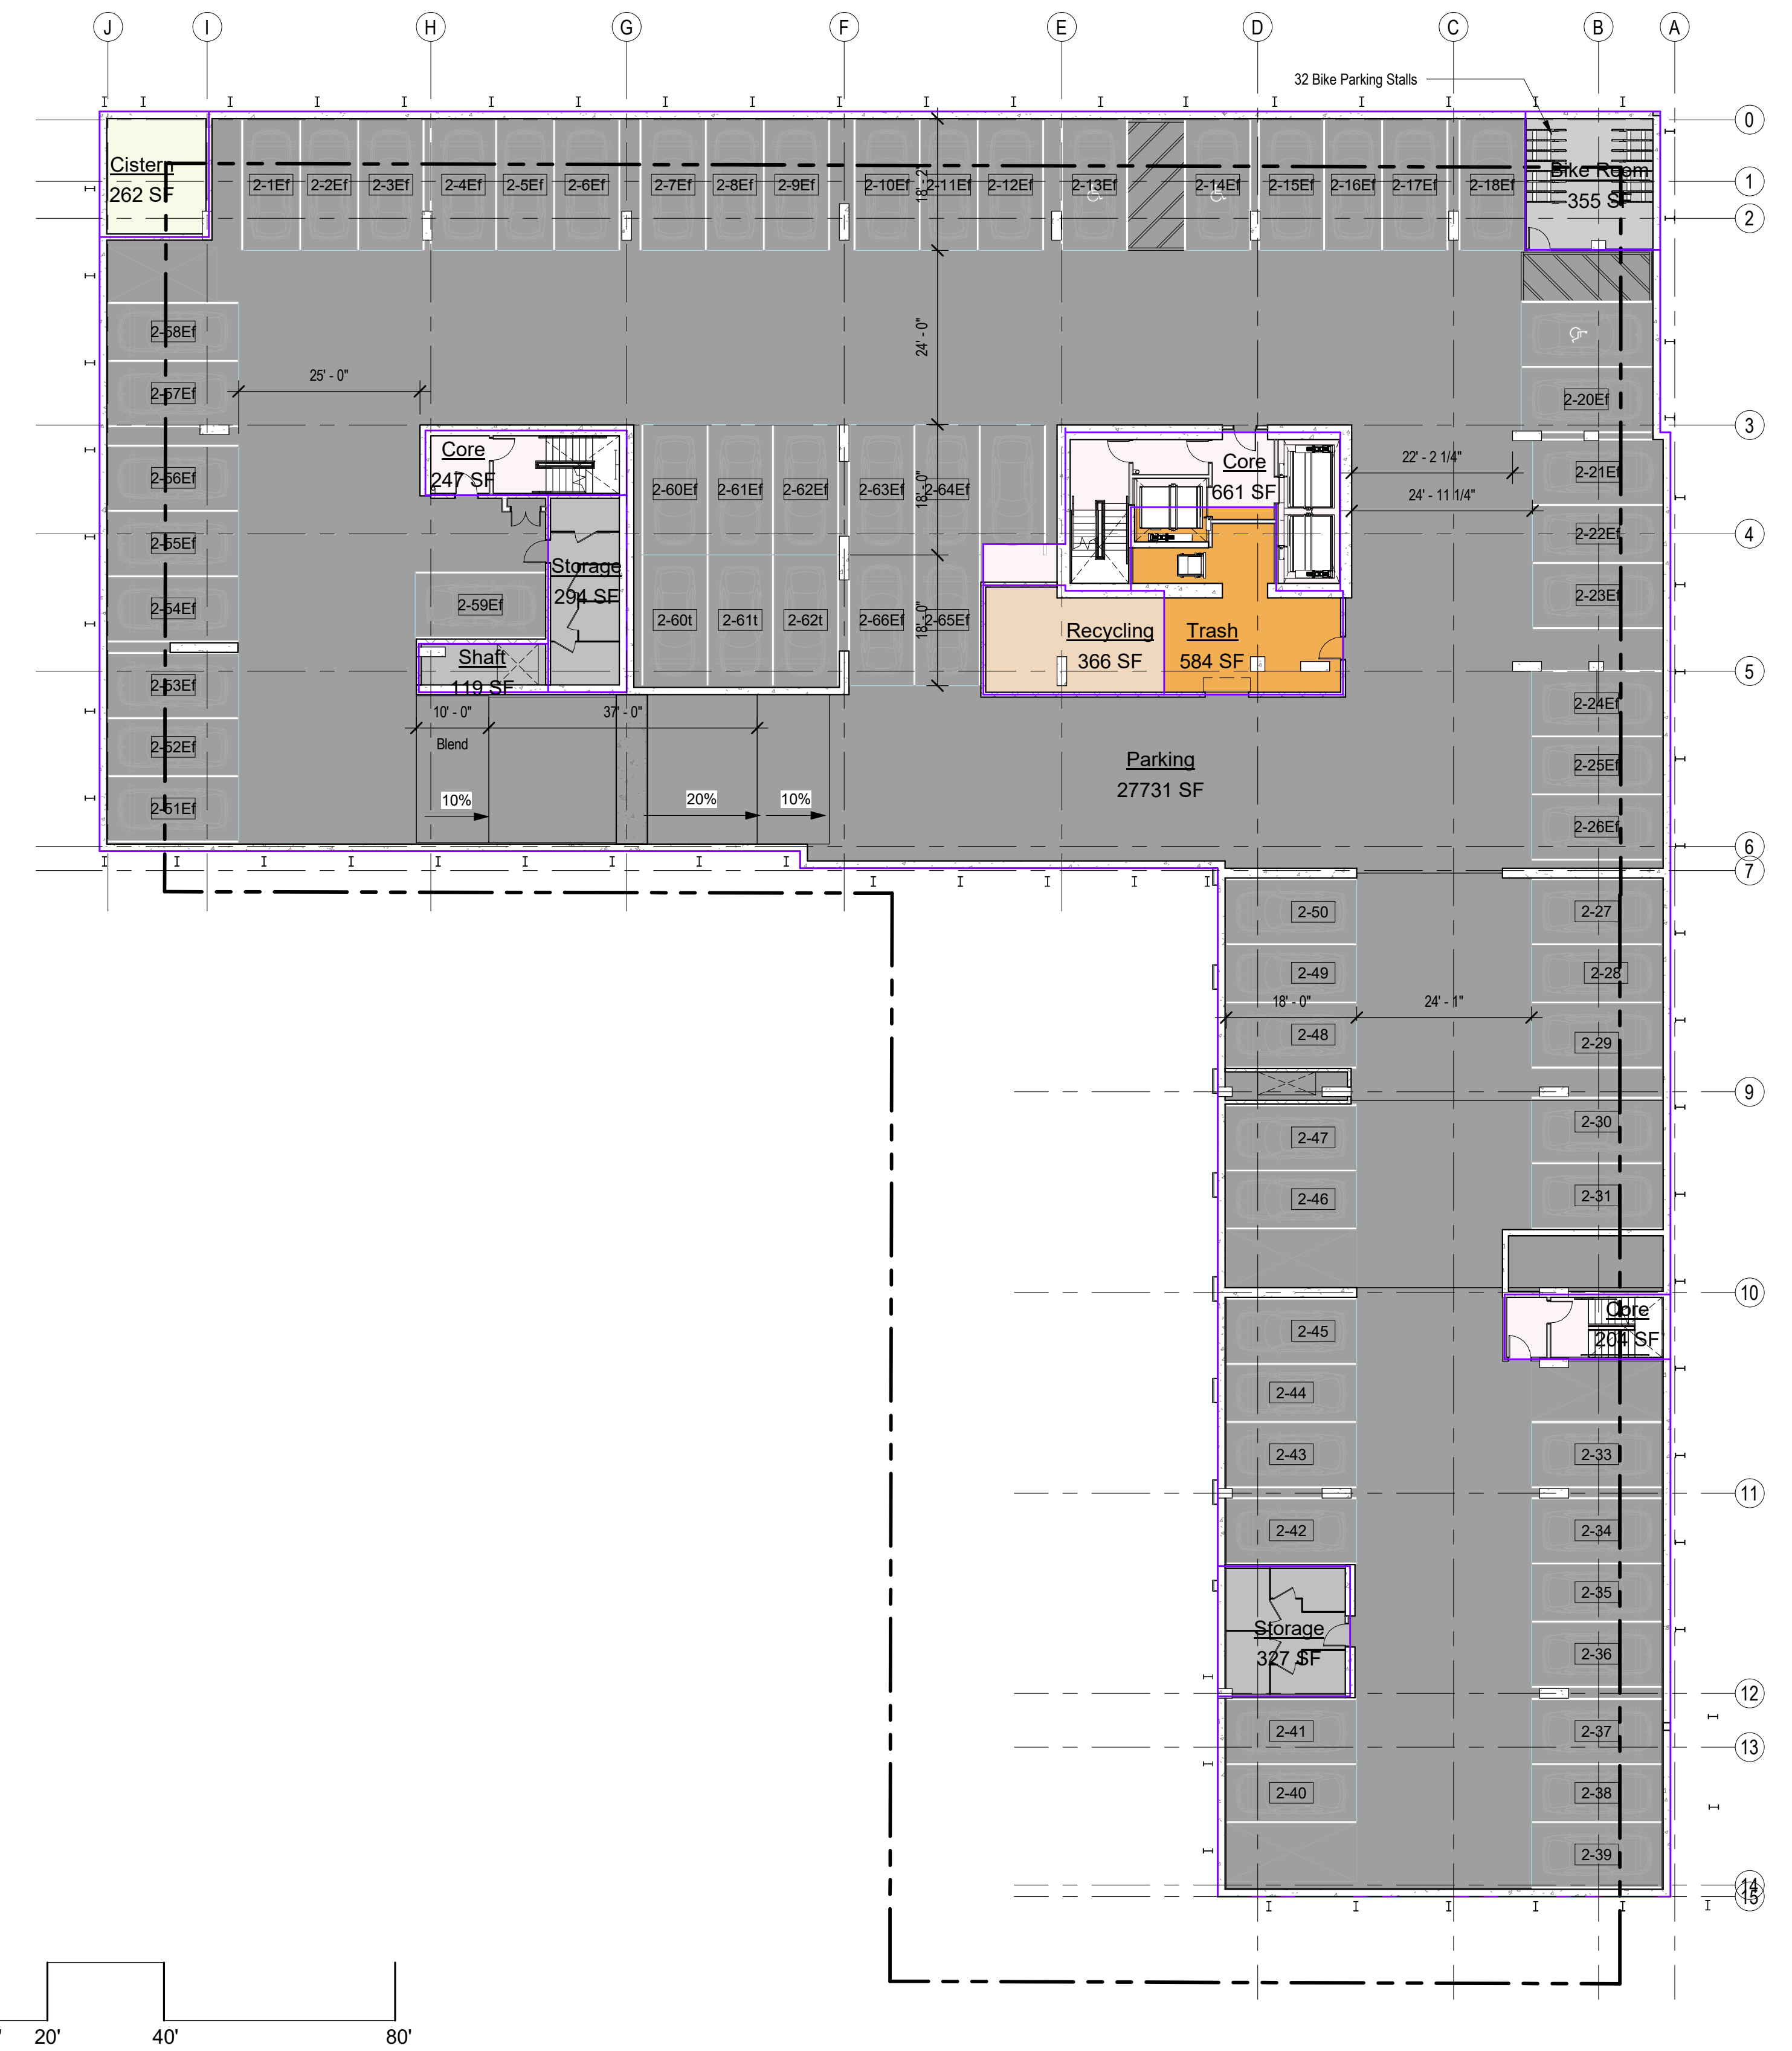 J
I
H
G
F
E
D
C
B
A
32 Bike Parking Stalls
0
1
2
3
4
5
6
7
9
10
11
12
13
14
15
Cistern
262 SF
2-1Ef
2-2Ef
2-3Ef
2-4Ef
2-5Ef
2-6Ef
2-7Ef
2-8Ef
2-9Ef
2-10Ef
2-11Ef
2-12Ef
2-13Ef
2-14Ef
2-15Ef
2-16Ef
2-17Ef
2-18Ef
Bike Room
355 SF
24' - 0"
2-58Ef
2-57Ef
25' - 0"
2-20Ef
Core
247 SF
2-56Ef
2-55Ef
2-54Ef
2-53Ef
2-52Ef
2-51Ef
Storage
294 SF
2-59Ef
Shaft
119 SF
2-60Ef
2-61Ef
2-62Ef
2-63Ef
18' - 0"
2-64Ef
2-60t
2-61t
2-62t
2-66Ef
18' - 0"
2-65Ef
Core
661 SF
Recycling
366 SF
Trash
584 SF
22' - 2 1/4"
24' - 11 1/4"
2-21Ef
2-22Ef
2-23Ef
2-24Ef
2-25Ef
2-26Ef
10' - 0"
Blend
37' - 0"
10%
20%
10%
Parking
27731 SF
2-50
2-49
2-48
18' - 0"
24' - 1"
2-27
2-28
2-29
2-47
2-46
2-30
2-31
Core
204 SF
2-45
2-44
2-43
2-42
2-33
2-34
2-35
2-36
Storage
327 SF
2-41
2-40
2-37
2-38
2-39
20'
40'
80'